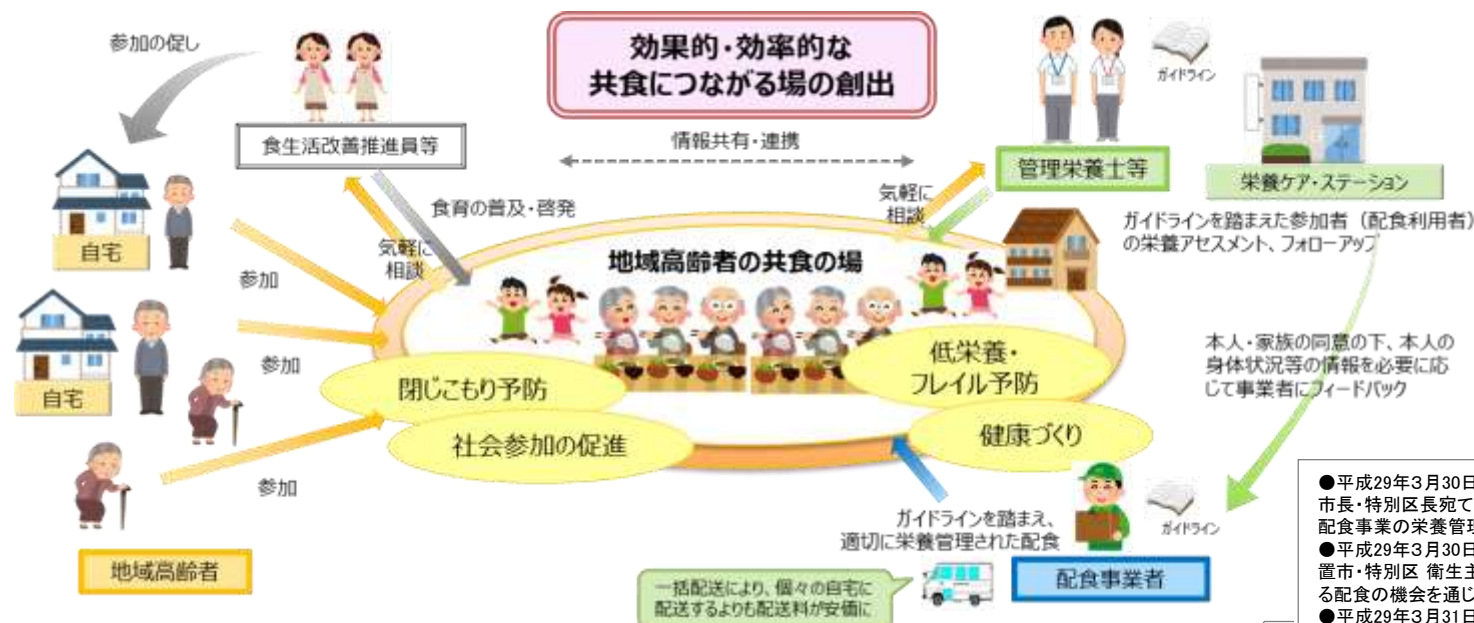 効果的・効率的な
共食につながる場の創出
参加の促し
食生活改善推進員等
情報共有・連携
管理栄養士等
ガイドライン
栄養ケア・ステーション
ガイドラインを踏まえた参加者（配食利用者）
の栄養アセスメント、フォローアップ
気軽に
相談
食育の普及・啓発
気軽に
相談
自宅
参加
自宅
参加
参加
地域高齢者
地域高齢者の共食の場
閉じこもり予防
社会参加の促進
低栄養・
フレイル予防
健康づくり
本人・家族の同意の下、本人の
身体状況等の情報を必要に応
じて事業者にフィードバック
ガイドラインを踏まえ、
適切に栄養管理された配食
ガイドライン
配食事業者
一括配送により、個々の自宅に
配送するよりも配送料が安価に
●平成29年3月30日
市長・特別区長宛て
配食事業の栄養管理
●平成29年3月30日
置市・特別区 衛生主
る配食の機会を通じ
●平成29年3月31日